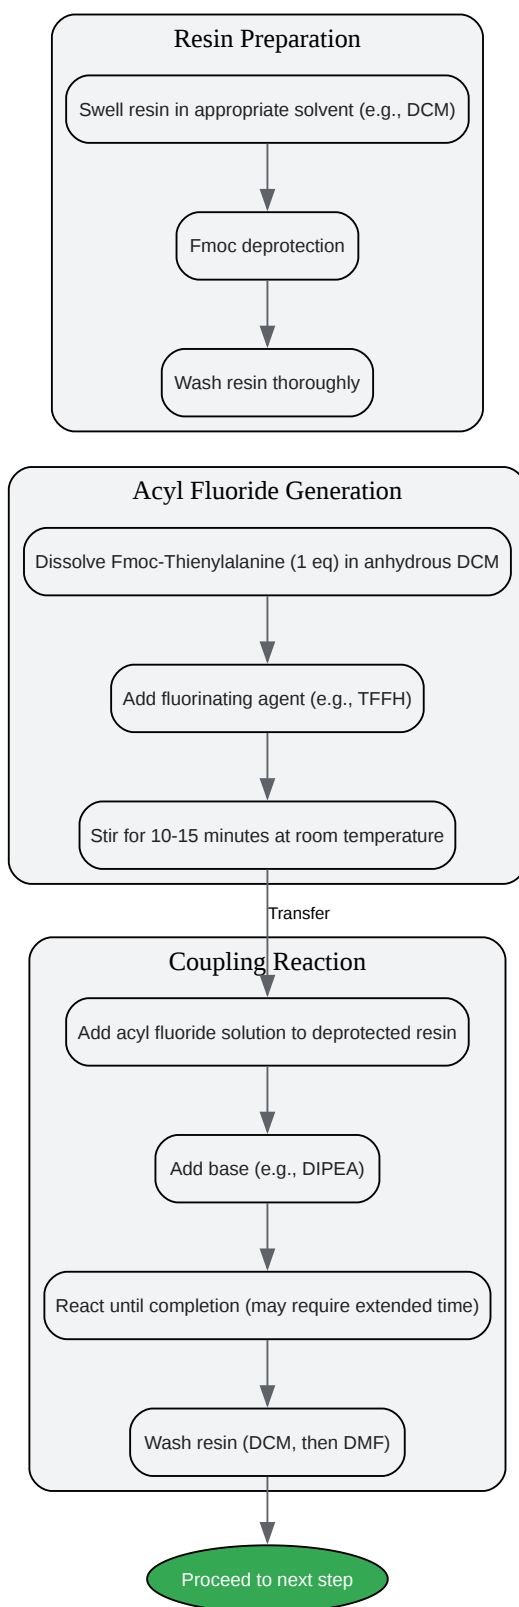 Resin Preparation
Swell resin in appropriate solvent (e.g., DCM)
Fmoc deprotection
Wash resin thoroughly
Acyl Fluoride Generation
Dissolve Fmoc-Thienylalanine (1 eq) in anhydrous DCM
Add fluorinating agent (e.g., TFFH)
Stir for 10-15 minutes at room temperature
Transfer
Coupling Reaction
Add acyl fluoride solution to deprotected resin
Add base (e.g., DIPEA)
React until completion (may require extended time)
Wash resin (DCM, then DMF)
Proceed to next step